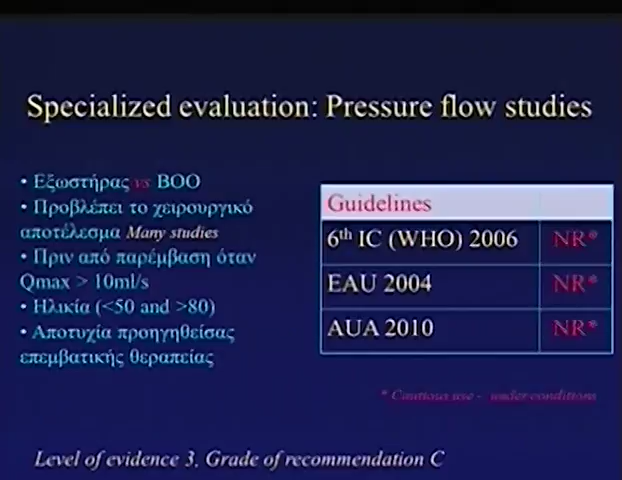 Specialized evaluation: Pressure flow studies
• Εξωστήρας vs BOO
• Προβλέπει το χειρουργικό
αποτέλεσμα Many studies
• Πριν από παρέμβαση όταν
Qmax > 10ml/s
• Ηλικία (<50 and >80)
• Αποτυχία προηγηθείσας
επεμβατικής θεραπείας
Guidelines
6th IC (WHO) 2006 NR*
EAU 2004 NR*
AUA 2010 NR*
* Cautious use - under conditions
Level of evidence 3, Grade of recommendation C